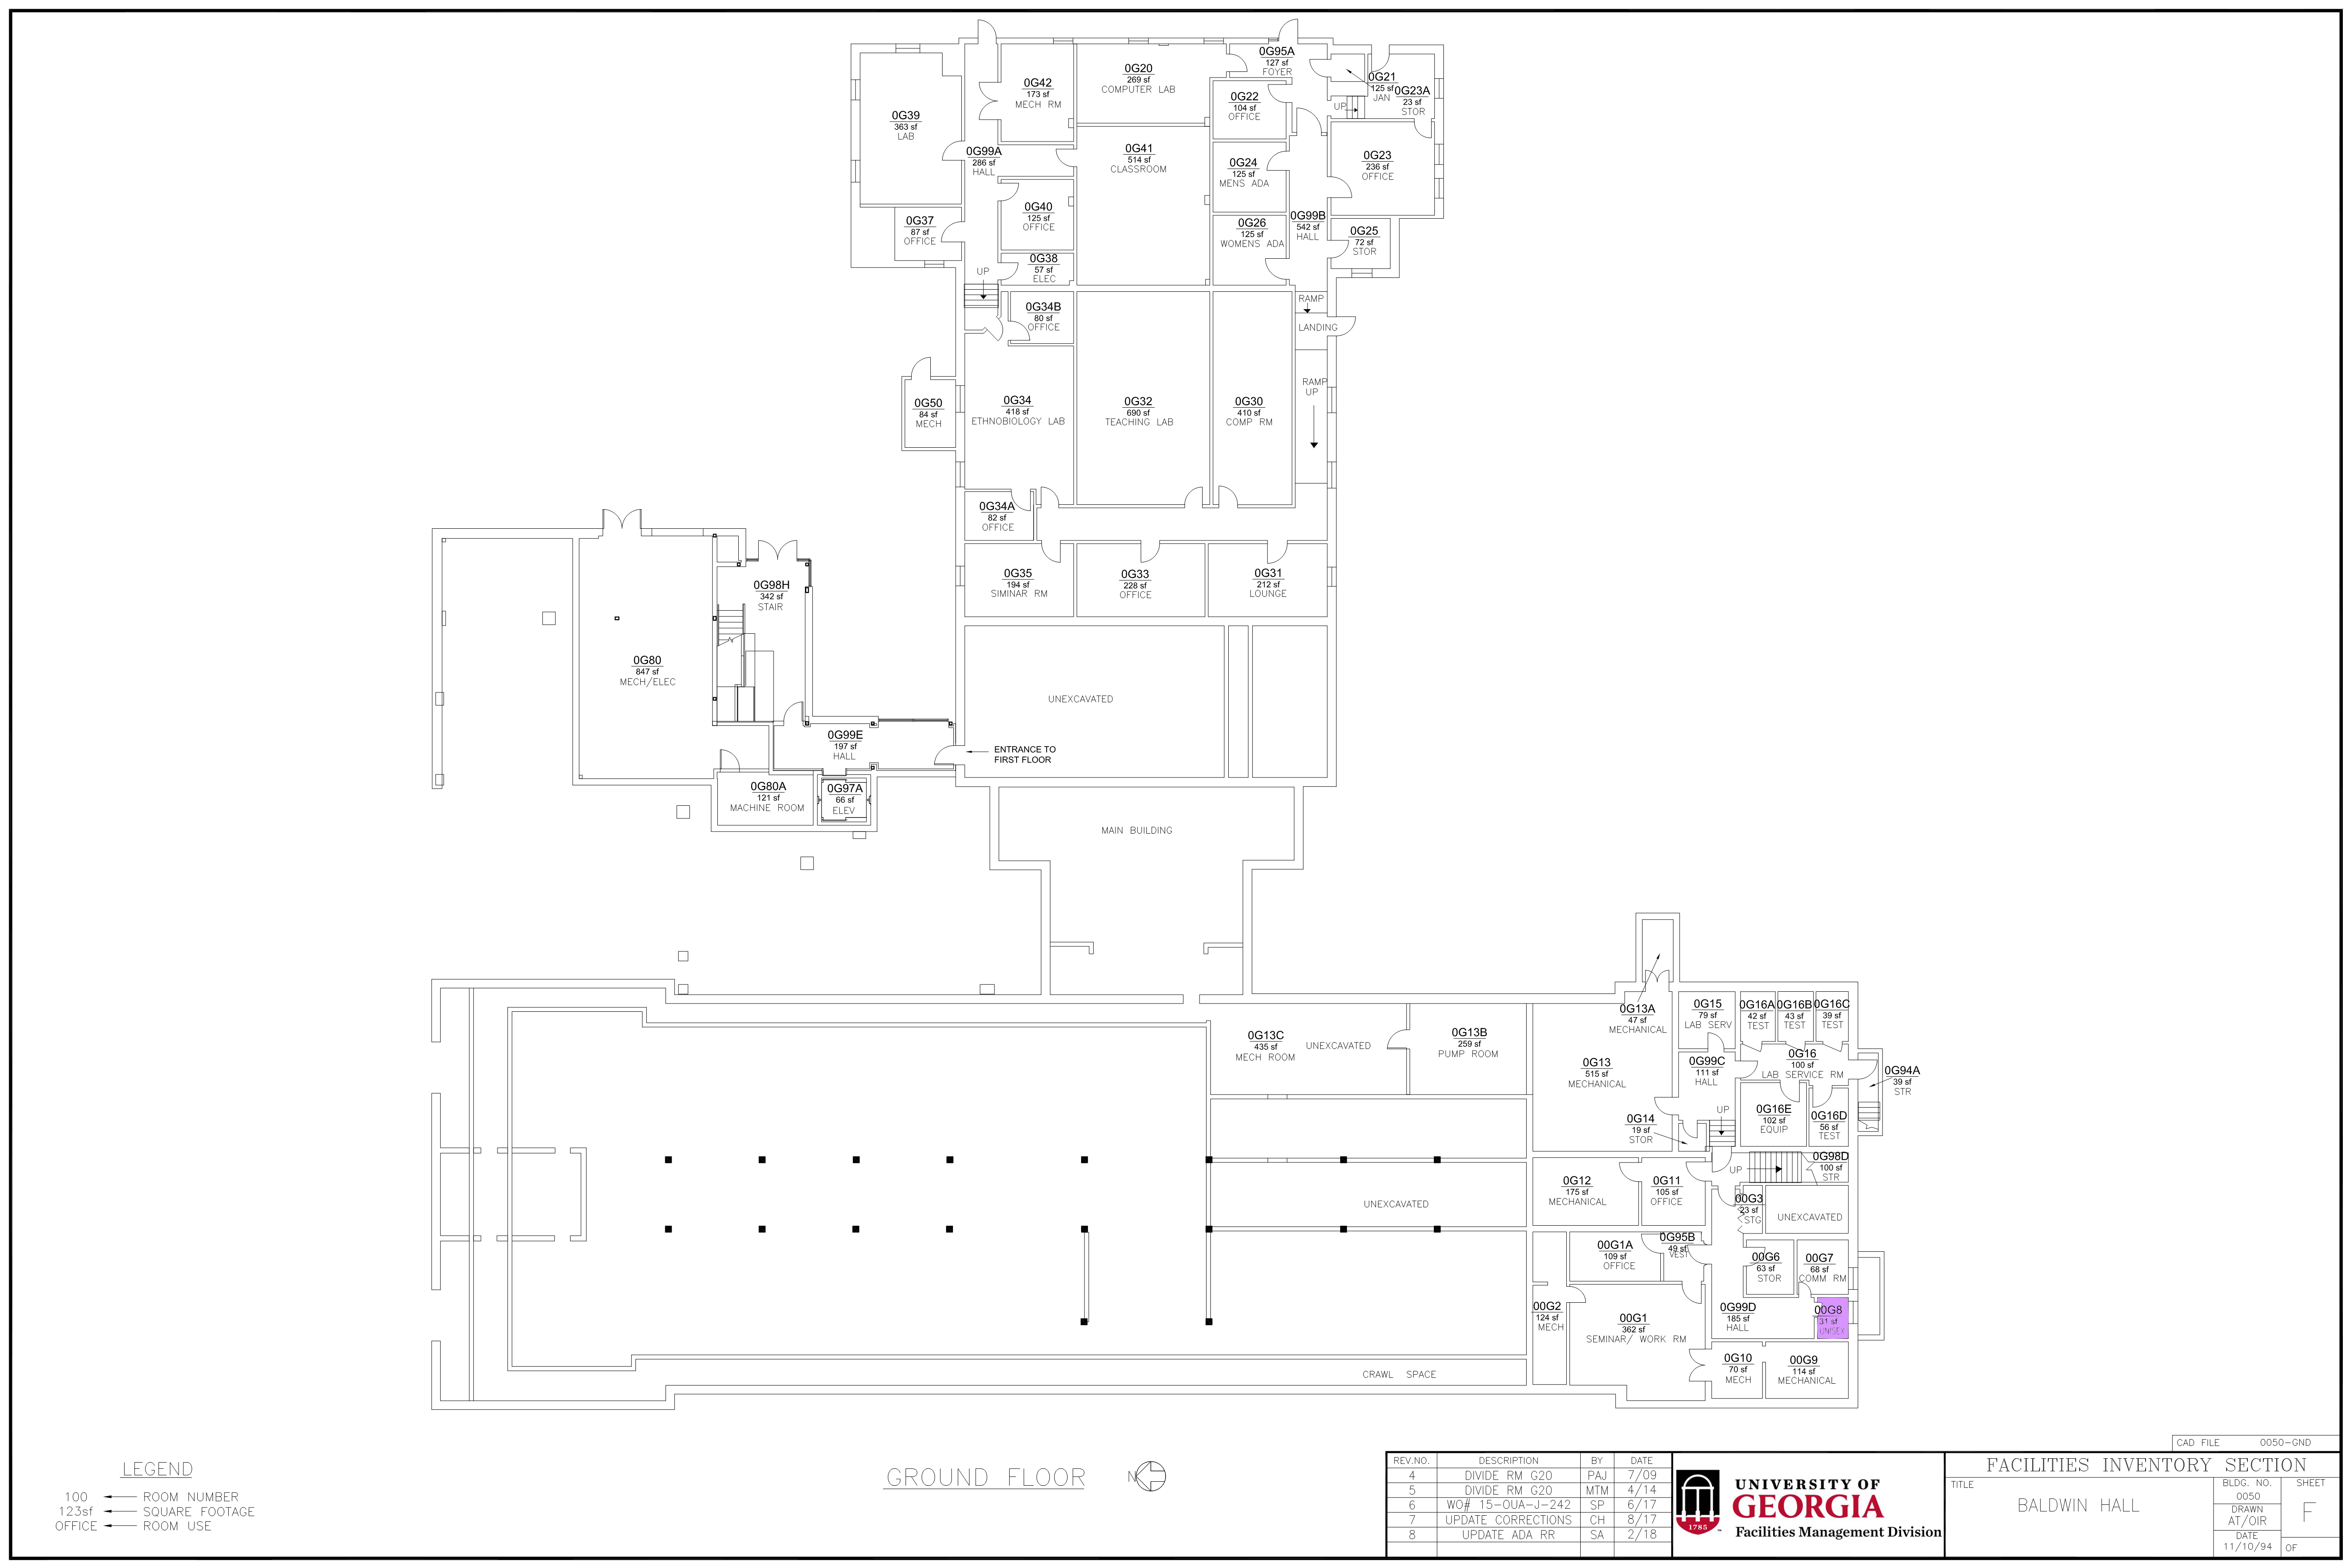 0G95A
127 sf
FOYER
0G42
173 sf
MECH RM
0G20
269 sf
COMPUTER LAB
0G21
125 sf
JAN
0G23A
23 sf
STOR
UP
0G22
104 sf
OFFICE
0G39
363 sf
LAB
0G99A
286 sf
HALL
0G41
514 sf
CLASSROOM
0G24
125 sf
MENS ADA
0G23
236 sf
OFFICE
0G40
125 sf
OFFICE
0G37
87 sf
OFFICE
0G26
125 sf
WOMENS ADA
0G99B
542 sf
HALL
0G25
72 sf
STOR
0G38
57 sf
ELEC
UP
0G34B
80 sf
OFFICE
RAMP
LANDING
RAMP
UP
0G50
84 sf
MECH
0G34
418 sf
ETHNOBIOLOGY LAB
0G32
690 sf
TEACHING LAB
0G30
410 sf
COMP RM
0G34A
82 sf
OFFICE
0G35
194 sf
SIMINAR RM
0G33
228 sf
OFFICE
0G31
212 sf
LOUNGE
0G98H
342 sf
STAIR
0G80
847 sf
MECH/ELEC
UNEXCAVATED
0G99E
197 sf
HALL
ENTRANCE TO
FIRST FLOOR
0G80A
121 sf
MACHINE ROOM
0G97A
66 sf
ELEV
MAIN BUILDING
0G13C
435 sf
MECH ROOM
UNEXCAVATED
0G13B
259 sf
PUMP ROOM
0G13A
47 sf
MECHANICAL
0G15
79 sf
LAB SERV
0G16A
42 sf
TEST
0G16B
43 sf
TEST
0G16C
39 sf
TEST
0G13
515 sf
MECHANICAL
0G99C
111 sf
HALL
0G16
100 sf
LAB SERVICE RM
0G94A
39 sf
STR
0G14
19 sf
STOR
UP
0G16E
102 sf
EQUIP
0G16D
56 sf
TEST
UP
0G98D
100 sf
STR
0G12
175 sf
MECHANICAL
0G11
105 sf
OFFICE
00G3
23 sf
STG
UNEXCAVATED
UNEXCAVATED
00G1A
109 sf
OFFICE
0G95B
49 sf
VEST
00G6
63 sf
STOR
00G7
68 sf
COMM RM
00G2
124 sf
MECH
00G1
362 sf
SEMINAR/ WORK RM
0G99D
185 sf
HALL
00G8
31 sf
UNISEX
0G10
70 sf
MECH
00G9
114 sf
MECHANICAL
CRAWL SPACE
LEGEND
100 ROOM NUMBER
123sf SQUARE FOOTAGE
OFFICE ROOM USE
GROUND FLOOR
N
REV.NO. DESCRIPTION BY DATE
4 DIVIDE RM G20 PAJ 7/09
5 DIVIDE RM G20 MTM 4/14
6 WO# 15-OUA-J-242 SP 6/17
7 UPDATE CORRECTIONS CH 8/17
8 UPDATE ADA RR SA 2/18
1785
UNIVERSITY OF
GEORGIA
Facilities Management Division
CAD FILE 0050-GND
FACILITIES INVENTORY SECTION
TITLE
BALDWIN HALL
BLDG. NO.
0050
DRAWN
AT/OIR
DATE
11/10/94
SHEET
F
OF